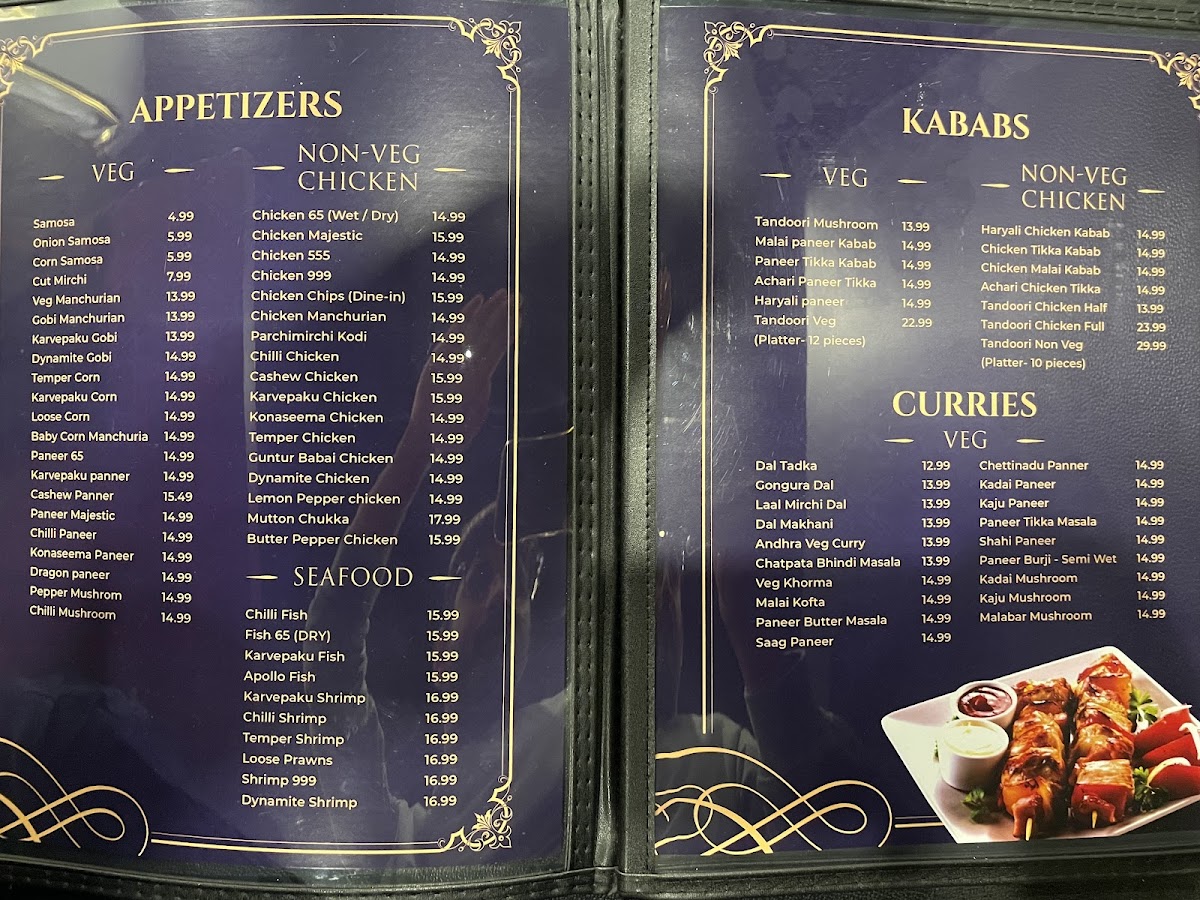 APPETIZERS
VEG
Samosa 4.99
Onion Samosa 5.99
Corn Samosa 5.99
Cut Mirchi 7.99
Veg Manchurian 13.99
Gobi Manchurian 13.99
Karvepaku Gobi 13.99
Dynamite Gobi 14.99
Temper Corn 14.99
Karvepaku Corn 14.99
Loose Corn 14.99
Baby Corn Manchuria 14.99
Paneer 65 14.99
Karvepaku panner 14.99
Cashew Panner 15.49
Paneer Majestic 14.99
Chilli Paneer 14.99
Konaseema Paneer 14.99
Dragon paneer 14.99
Pepper Mushrom 14.99
Chilli Mushroom 14.99
NON-VEG
CHICKEN
Chicken 65 (Wet / Dry) 14.99
Chicken Majestic 15.99
Chicken 555 14.99
Chicken 999 14.99
Chicken Chips (Dine-in) 15.99
Chicken Manchurian 14.99
Parchimirchi Kodi 14.99
Chilli Chicken 14.99
Cashew Chicken 15.99
Karvepaku Chicken 15.99
Konaseema Chicken 14.99
Temper Chicken 14.99
Guntur Babai Chicken 14.99
Dynamite Chicken 14.99
Lemon Pepper chicken 14.99
Mutton Chukka 17.99
Butter Pepper Chicken 15.99
SEAFOOD
Chilli Fish 15.99
Fish 65 (DRY) 15.99
Karvepaku Fish 15.99
Apollo Fish 15.99
Karvepaku Shrimp 16.99
Chilli Shrimp 16.99
Temper Shrimp 16.99
Loose Prawns 16.99
Shrimp 999 16.99
Dynamite Shrimp 16.99
KABABS
VEG
Tandoori Mushroom 13.99
Malai paneer Kabab 14.99
Paneer Tikka Kabab 14.99
Achari Paneer Tikka 14.99
Haryali paneer 14.99
Tandoori Veg 22.99
(Platter- 12 pieces)
NON-VEG
CHICKEN
Haryali Chicken Kabab 14.99
Chicken Tikka Kabab 14.99
Chicken Malai Kabab 14.99
Achari Chicken Tikka 14.99
Tandoori Chicken Half 13.99
Tandoori Chicken Full 23.99
Tandoori Non Veg 29.99
(Platter- 10 pieces)
CURRIES
VEG
Dal Tadka 12.99
Gongura Dal 13.99
Laal Mirchi Dal 13.99
Dal Makhani 13.99
Andhra Veg Curry 13.99
Chatpata Bhindi Masala 13.99
Veg Khorma 14.99
Malai Kofta 14.99
Paneer Butter Masala 14.99
Saag Paneer 14.99
Chettinadu Panner 14.99
Kadai Paneer 14.99
Kaju Paneer 14.99
Paneer Tikka Masala 14.99
Shahi Paneer 14.99
Paneer Burji - Semi Wet 14.99
Kadai Mushroom 14.99
Kaju Mushroom 14.99
Malabar Mushroom 14.99